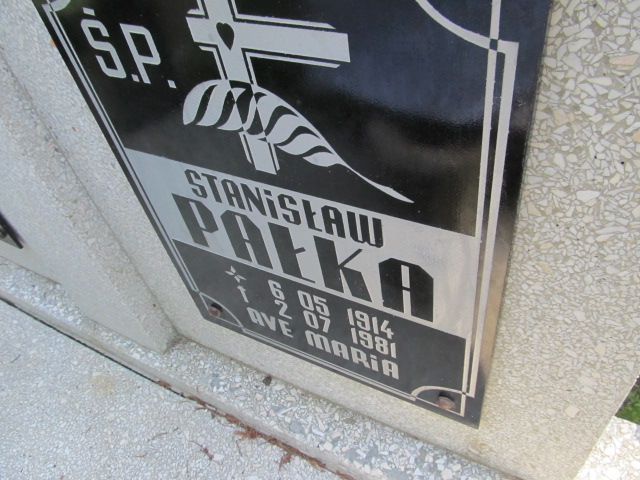 Ś.P.
STANiSŁAW
PAŁKA
6 05 1914
2 07 1981
AVE MARiA